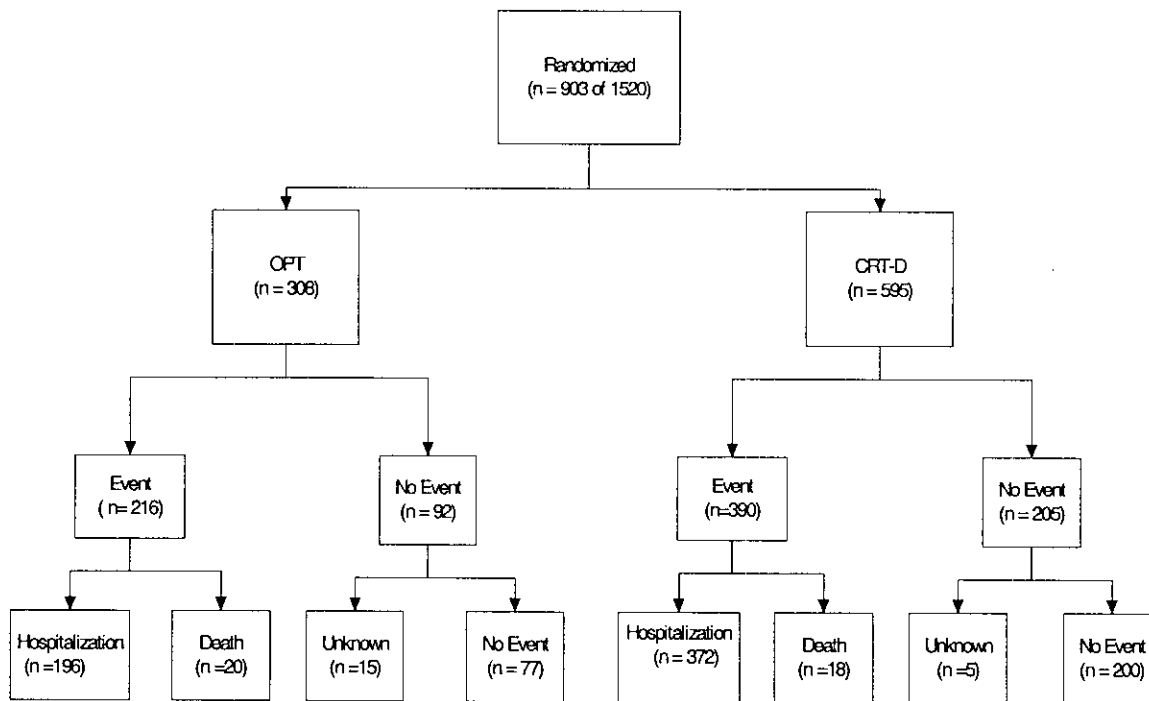 Randomized
(n = 903 of 1520)
OPT
(n = 308)
CRT-D
(n = 595)
Event
( n= 216)
No Event
(n = 92)
Event
(n=390)
No Event
(n = 205)
Hospitalization
(n =196)
Death
(n =20)
Unknown
(n =15)
No Event
(n = 77)
Hospitalization
(n = 372)
Death
(n =18)
Unknown
(n =5)
No Event
(n = 200)